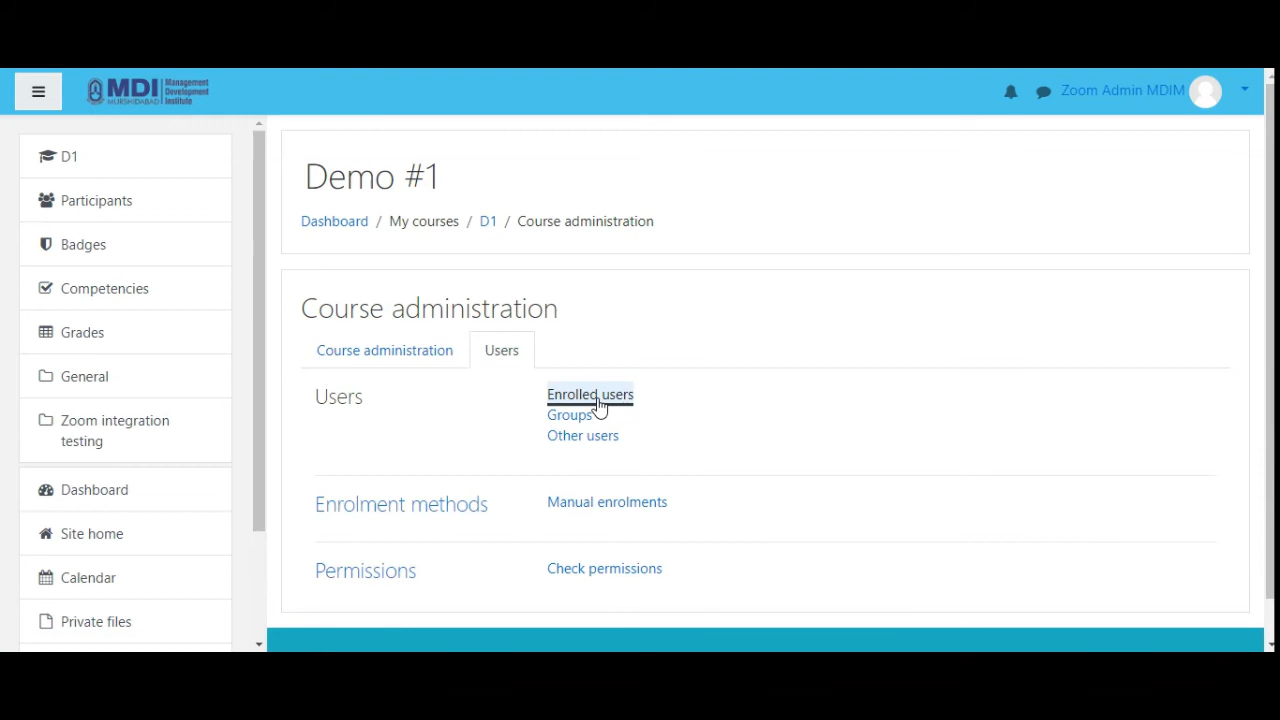 MDI Management Development Institute
MURSHIDABAD
Zoom Admin MDIM
D1
Participants
Badges
Competencies
Grades
General
Zoom integration
testing
Dashboard
Site home
Calendar
Private files
Demo #1
Dashboard / My courses / D1 / Course administration
Course administration
Course administration Users
Users
Enrolled users
Groups
Other users
Enrolment methods
Manual enrolments
Permissions
Check permissions